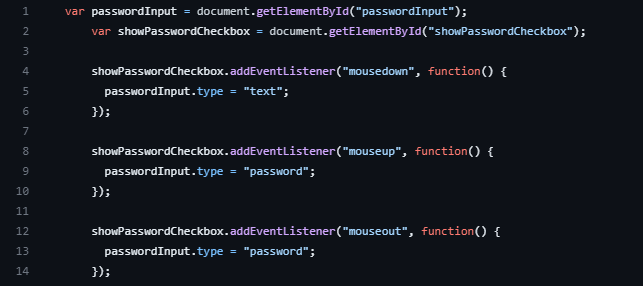 1 var passwordInput = document.getElementById("passwordInput");
2 var showPasswordCheckbox = document.getElementById("showPasswordCheckbox");
3
4 showPasswordCheckbox.addEventListener("mousedown", function() {
5 passwordInput.type = "text";
6 });
7
8 showPasswordCheckbox.addEventListener("mouseup", function() {
9 passwordInput.type = "password";
10 });
11
12 showPasswordCheckbox.addEventListener("mouseout", function() {
13 passwordInput.type = "password";
14 });